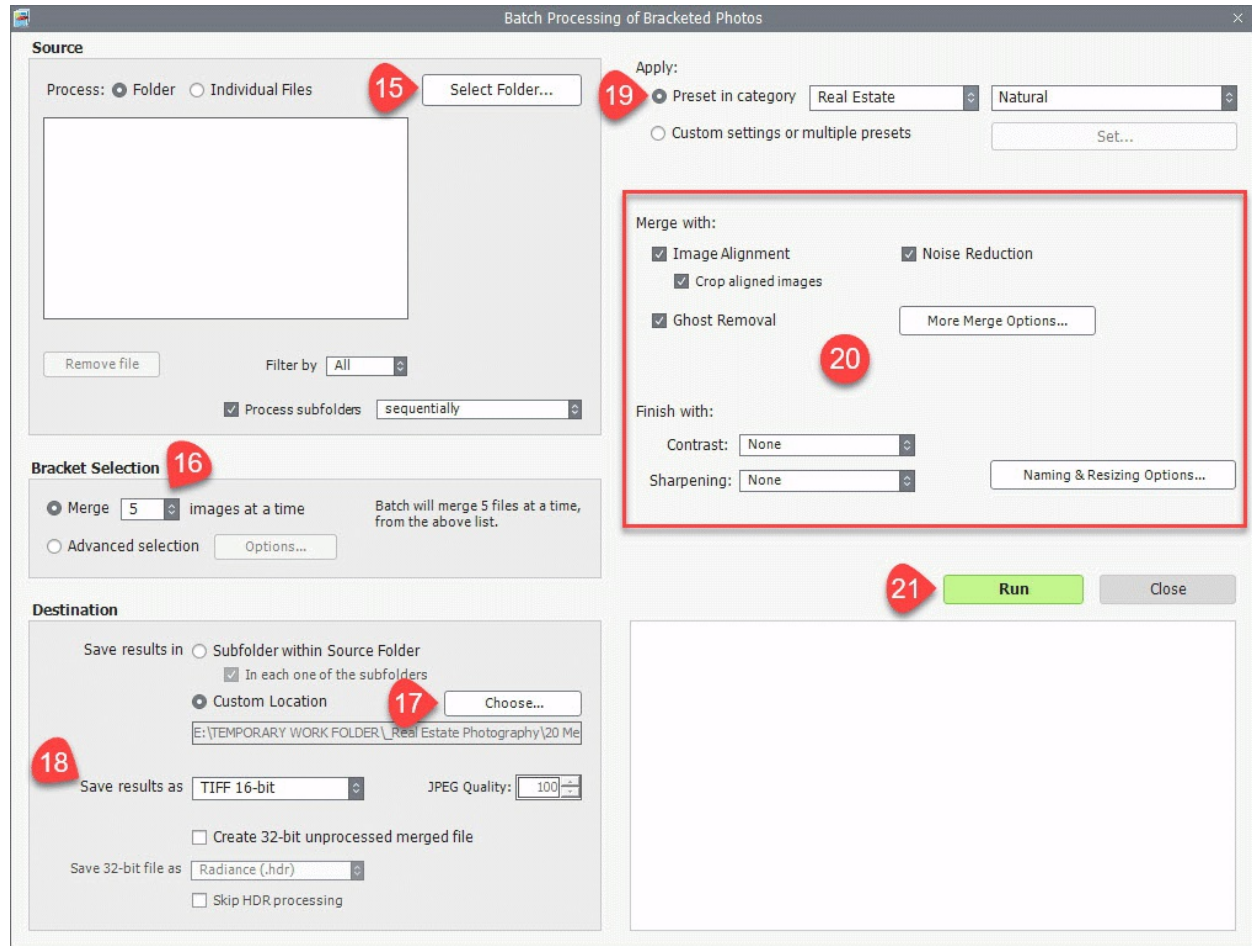 Batch Processing of Bracketed Photos
Source
Process: Folder Individual Files
15
Select Folder...
Remove file
Filter by All
Process subfolders sequentially
Bracket Selection
16
Merge 5 images at a time
Batch will merge 5 files at a time,
from the above list.
Advanced selection Options...
Destination
Save results in Subfolder within Source Folder
In each one of the subfolders
Custom Location
17
Choose...
E:\TEMPORARY WORK FOLDER\_Real Estate Photography\20 Me
18
Save results as TIFF 16-bit
JPEG Quality: 100
Create 32-bit unprocessed merged file
Save 32-bit file as Radiance (.hdr)
Skip HDR processing
Apply:
19
Preset in category Real Estate Natural
Custom settings or multiple presets Set...
Merge with:
Image Alignment Noise Reduction
Crop aligned images
Ghost Removal More Merge Options...
20
Finish with:
Contrast: None
Sharpening: None
Naming & Resizing Options...
21
Run Close